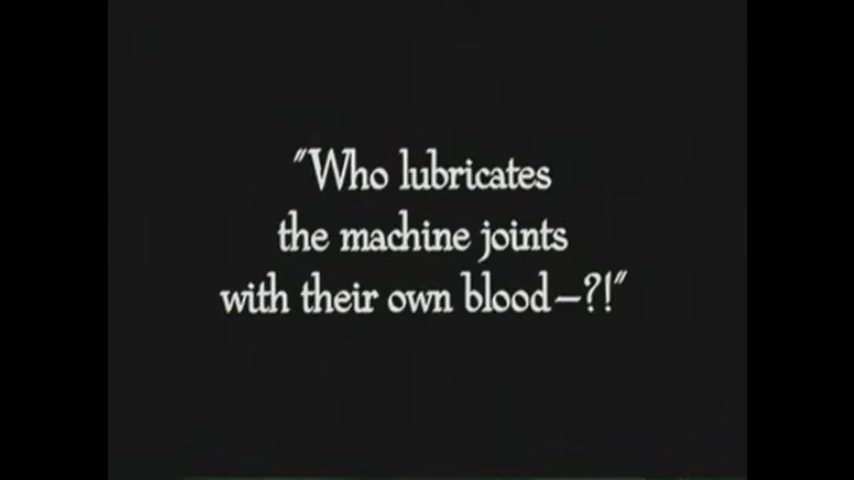 "Who lubricates
the machine joints
with their own blood—?!"